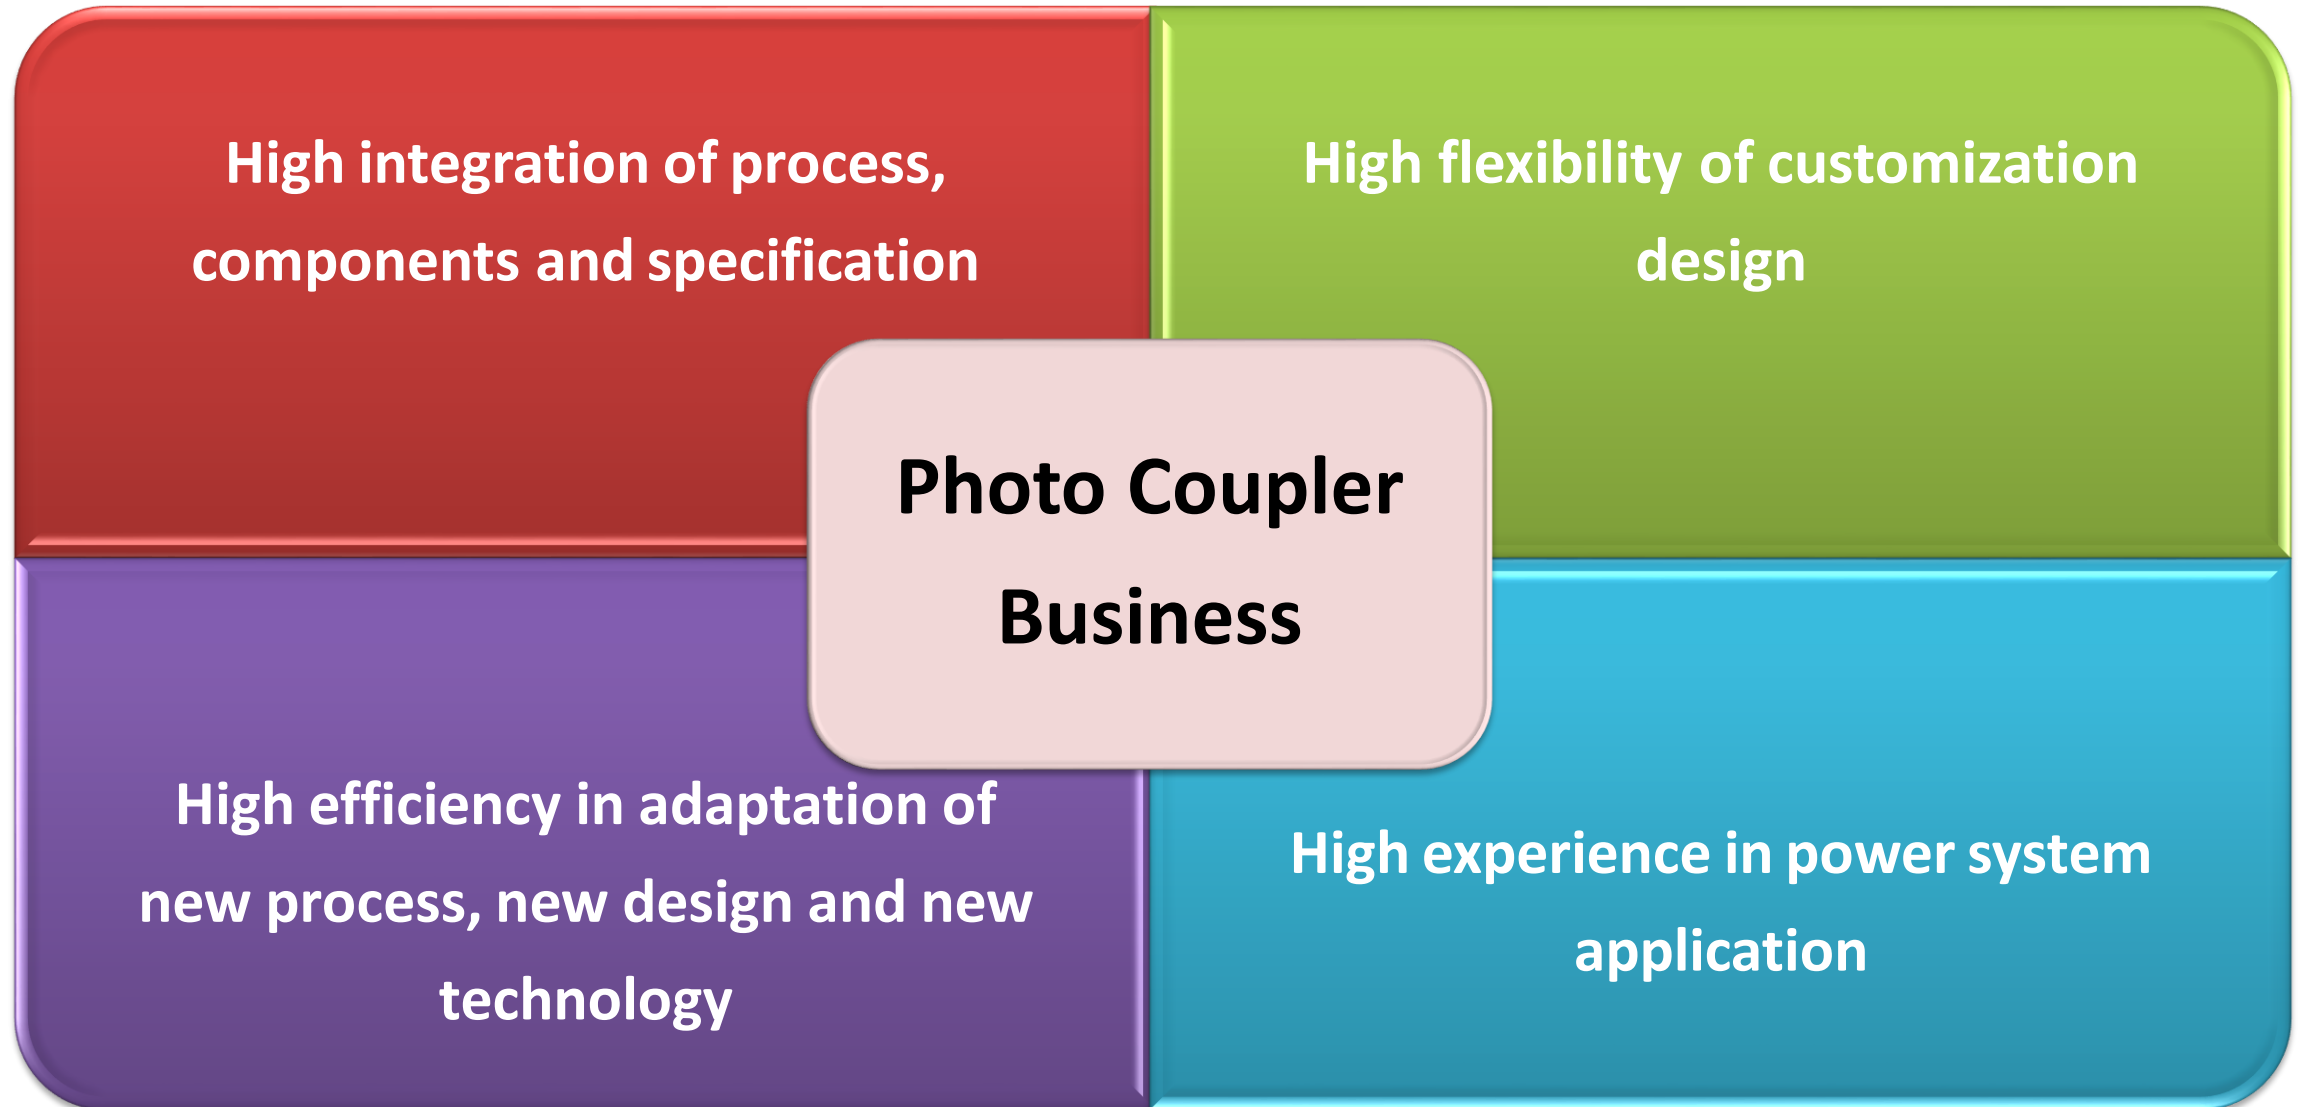 High integration of process,
components and specification
High flexibility of customization
design
Photo Coupler
Business
High efficiency in adaptation of
new process, new design and new
technology
High experience in power system
application